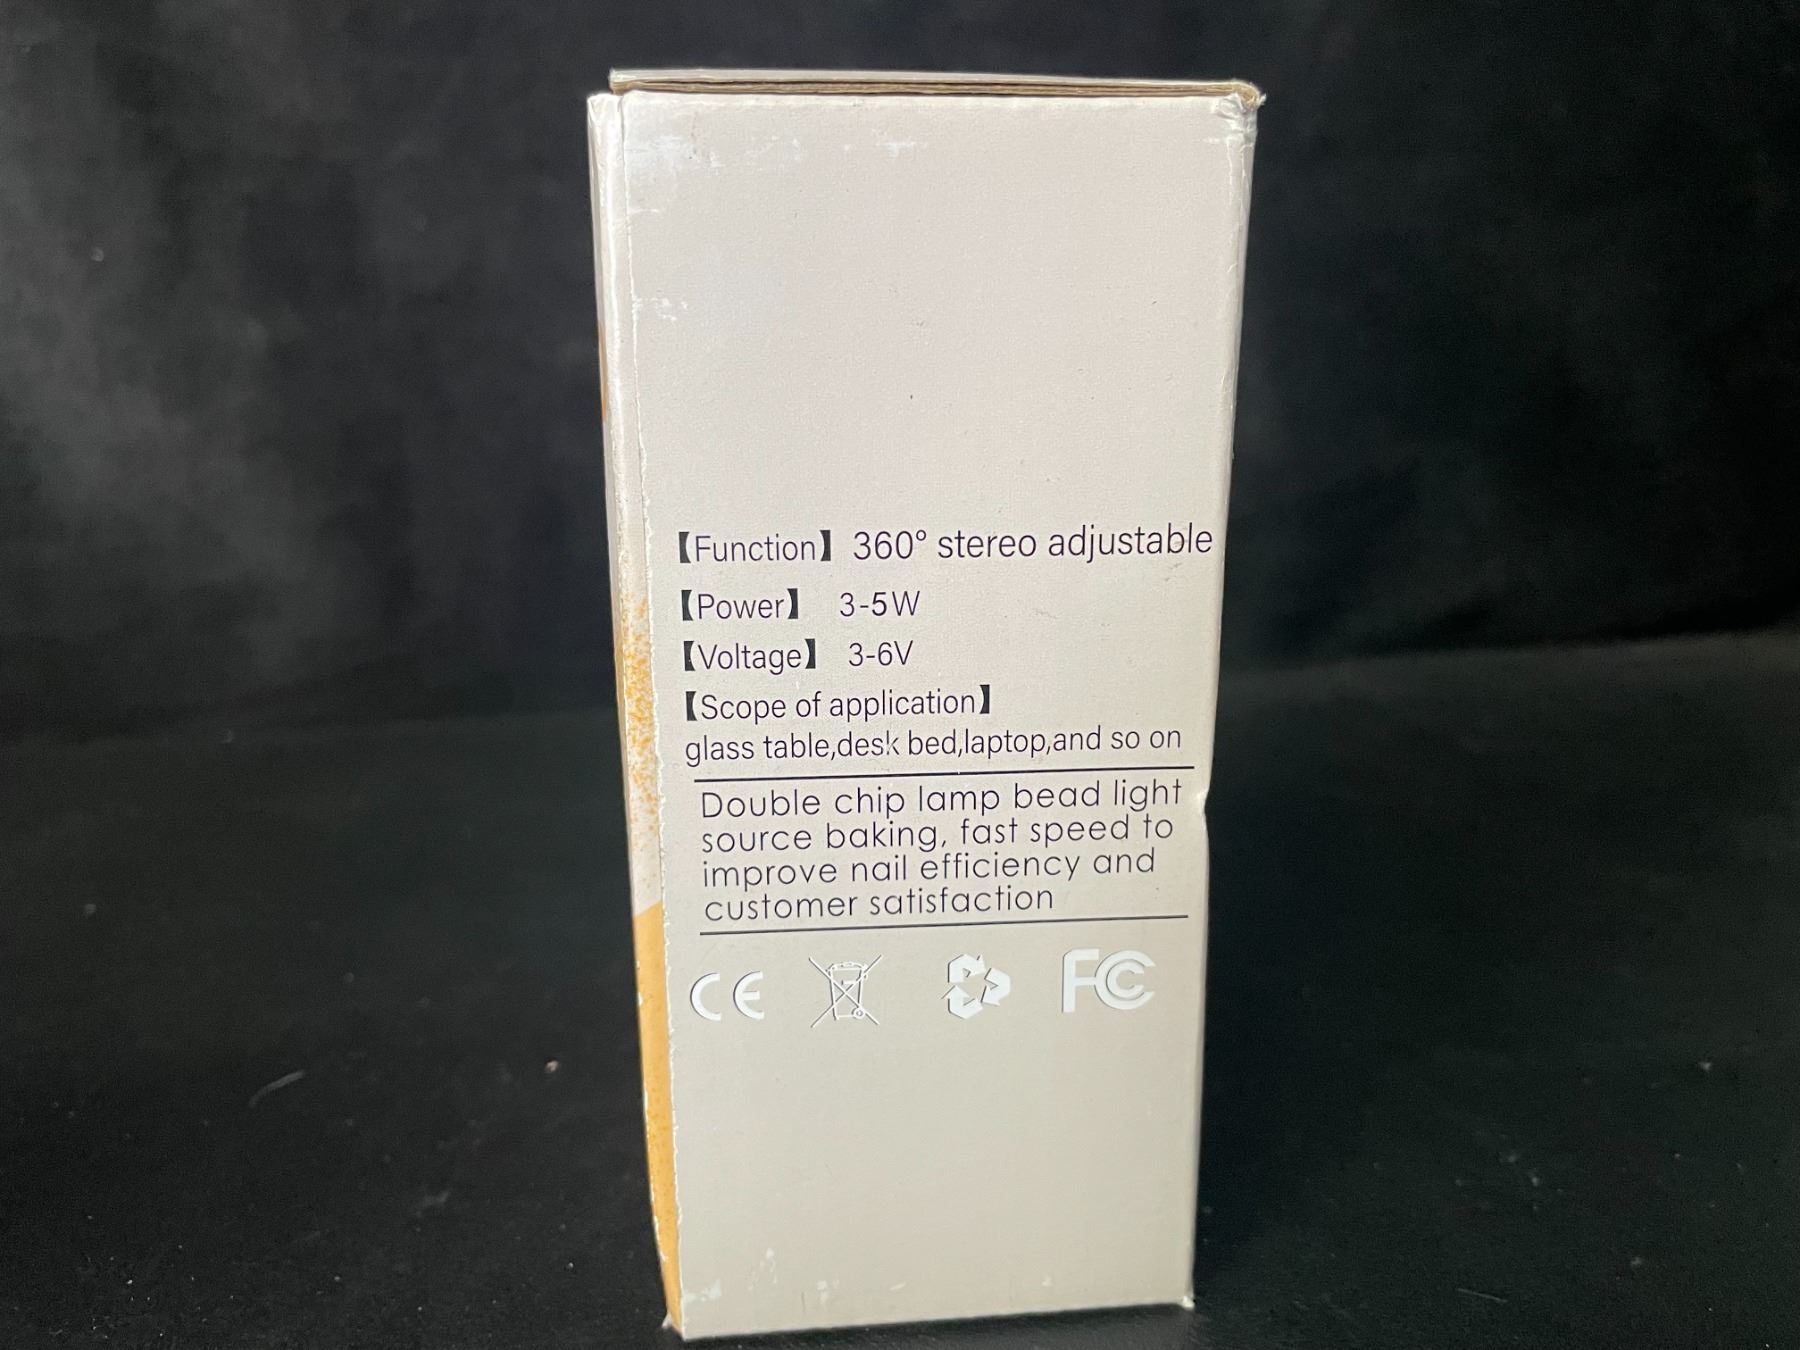 【Function】 360° stereo adjustable
【Power】 3-5W
【Voltage】 3-6V
【Scope of application】
glass table,desk bed,laptop,and so on
Double chip lamp bead light
source baking, fast speed to
improve nail efficiency and
customer satisfaction
CE FC